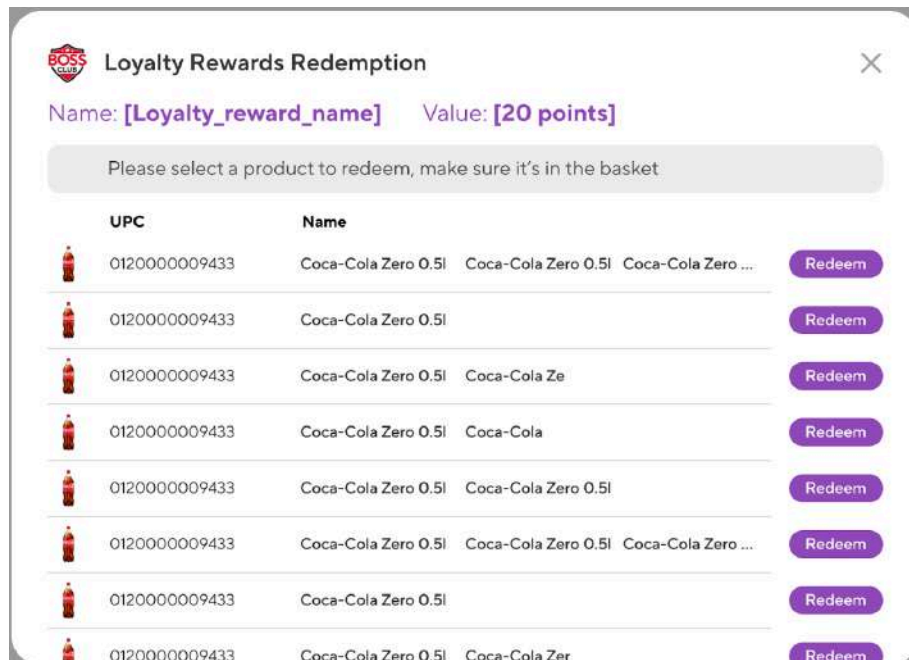 BOSS
CLUB
Loyalty Rewards Redemption
Name: [Loyalty_reward_name] Value: [20 points]
Please select a product to redeem, make sure it's in the basket
UPC Name
0120000009433 Coca-Cola Zero 0.5l Coca-Cola Zero 0.5l Coca-Cola Zero ... Redeem
0120000009433 Coca-Cola Zero 0.5l Redeem
0120000009433 Coca-Cola Zero 0.5l Coca-Cola Ze Redeem
0120000009433 Coca-Cola Zero 0.5l Coca-Cola Redeem
0120000009433 Coca-Cola Zero 0.5l Coca-Cola Zero 0.5l Redeem
0120000009433 Coca-Cola Zero 0.5l Coca-Cola Zero 0.5l Coca-Cola Zero ... Redeem
0120000009433 Coca-Cola Zero 0.5l Redeem
0120000009433 Coca-Cola Zero 0.5l Coca-Cola Zer Redeem